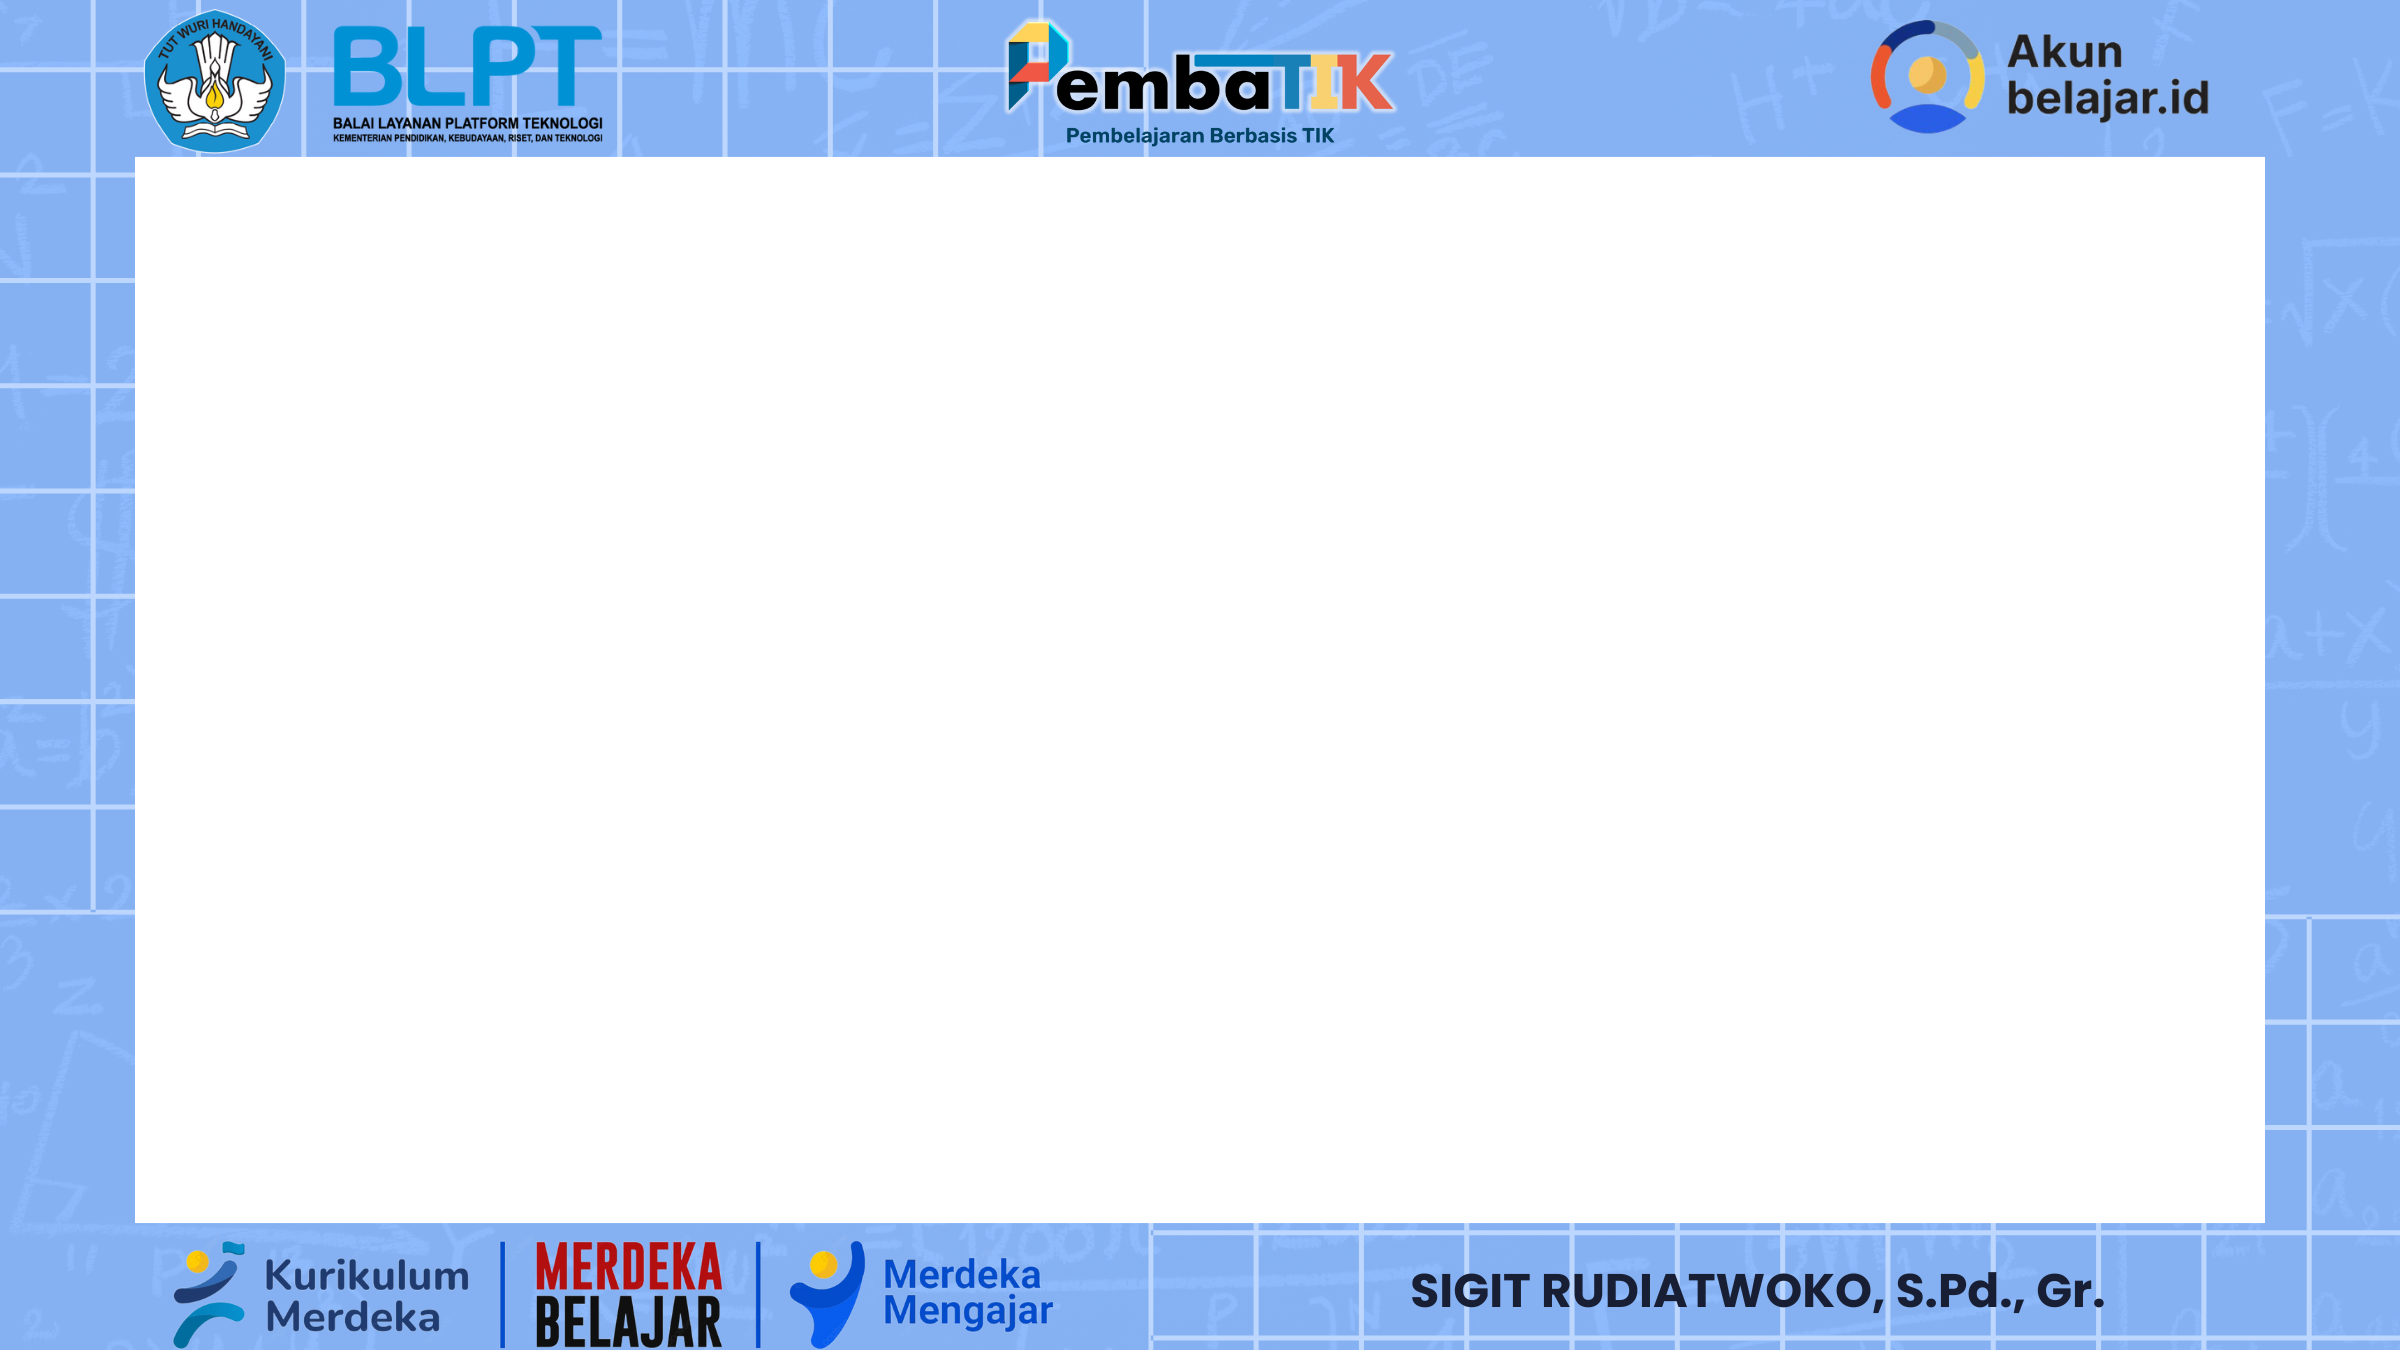 TUT WURI HANDAYANI
BLPT
BALAI LAYANAN PLATFORM TEKNOLOGI
KEMENTERIAN PENDIDIKAN, KEBUDAYAAN, RISET, DAN TEKNOLOGI
PembaTIK
Pembelajaran Berbasis TIK
Akun
belajar.id
Kurikulum
Merdeka
MERDEKA
BELAJAR
Merdeka
Mengajar
SIGIT RUDIATWOKO, S.Pd., Gr.